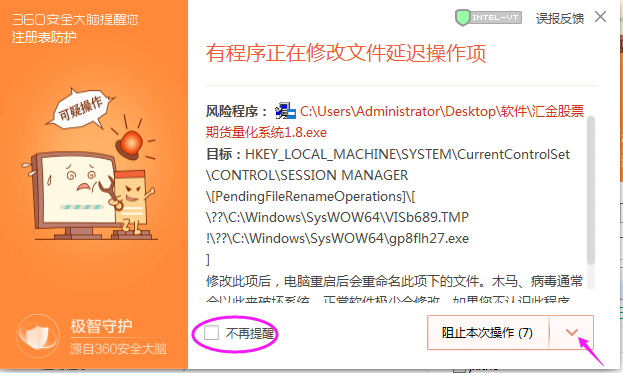 360安全大脑提醒您
注册表防护
INTEL-VT
误报反馈
有程序正在修改文件延迟操作项
可疑操作
风险程序： C:\Users\Administrator\Desktop\软件\汇金股票
期货量化系统1.8.exe
目标：HKEY_LOCAL_MACHINE\SYSTEM\CurrentControlSet
\CONTROL\SESSION MANAGER
\[PendingFileRenameOperations]\[
\??\C:\Windows\SysWOW64\VISb689.TMP
!\??\C:\Windows\SysWOW64\gp8flh27.exe
]
修改此项后，电脑重启后会重命名此项下的文件。木马、病毒通常
会以此来破坏系统，正常软件极少会修改，如果您不认识此程序，
极智守护
源自360安全大脑
不再提醒
阻止本次操作 (7)